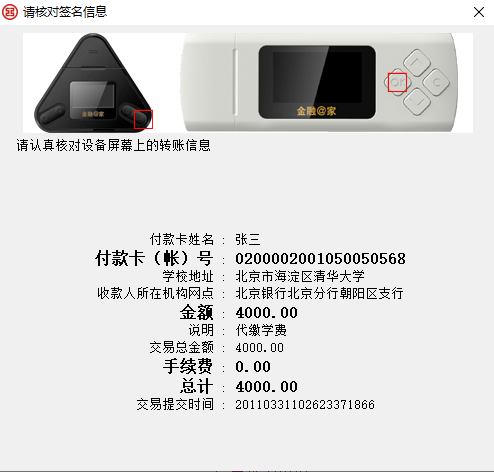 请核对签名信息
金融@家
金融@家
OK
C
请认真核对设备屏幕上的转账信息
付款卡姓名 : 张三
付款卡（帐）号 : 0200002001050050568
学校地址 : 北京市海淀区清华大学
收款人所在机构网点 : 北京银行北京分行朝阳区支行
金额 : 4000.00
说明 : 代缴学费
交易总金额 : 4000.00
手续费 : 0.00
总计 : 4000.00
交易提交时间 : 20110331102623371866